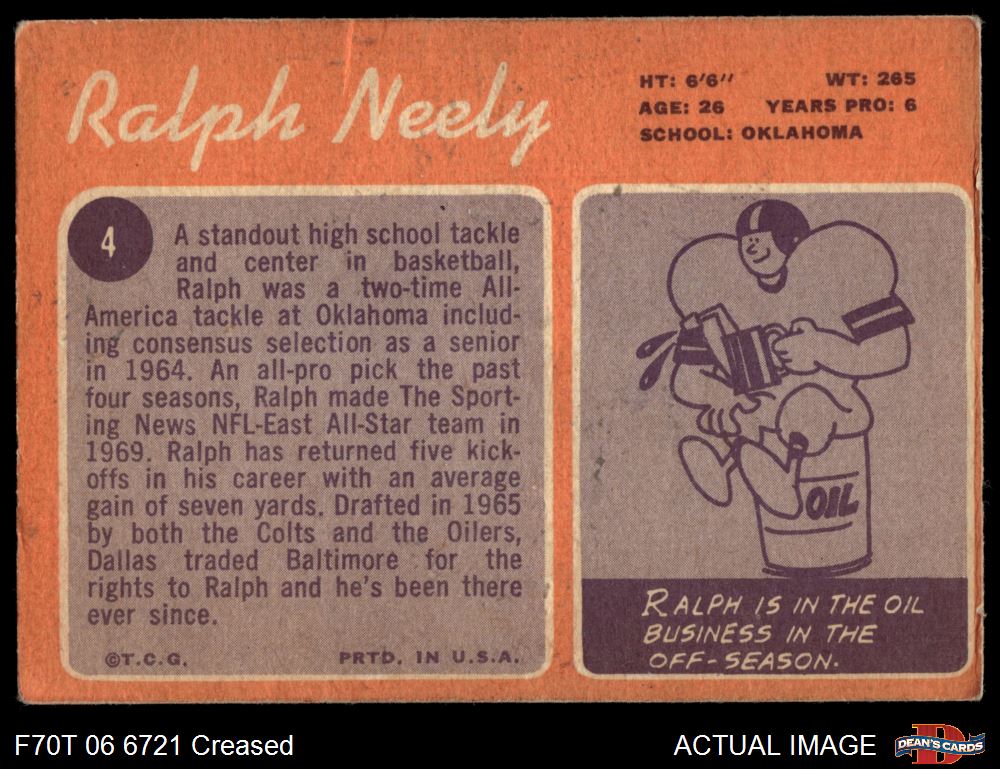 Ralph Neely
HT: 6'6" WT: 265
AGE: 26 YEARS PRO: 6
SCHOOL: OKLAHOMA
4
A standout high school tackle
and center in basketball,
Ralph was a two-time All-
America tackle at Oklahoma includ-
ing consensus selection as a senior
in 1964. An all-pro pick the past
four seasons, Ralph made The Sport-
ing News NFL-East All-Star team in
1969. Ralph has returned five kick-
offs in his career with an average
gain of seven yards. Drafted in 1965
by both the Colts and the Oilers,
Dallas traded Baltimore for the
rights to Ralph and he's been there
ever since.
©T.C.G. PRTD. IN U.S.A.
OIL
RALPH IS IN THE OIL
BUSINESS IN THE
OFF-SEASON.
F70T 06 6721 Creased
ACTUAL IMAGE
D
DEAN'S CARDS